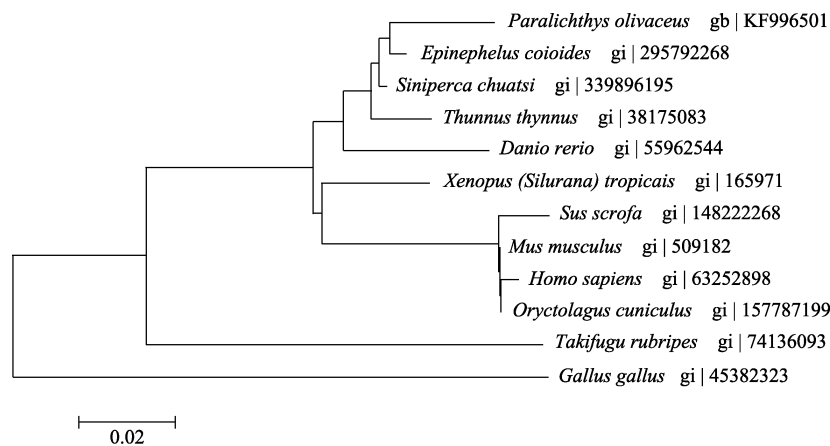 Paralichthys olivaceus gb | KF996501
Epinephelus coioides gi | 295792268
Siniperca chuatsi gi | 339896195
Thunnus thynnus gi | 38175083
Danio rerio gi | 55962544
Xenopus (Silurana) tropicais gi | 165971
Sus scrofa gi | 148222268
Mus musculus gi | 509182
Homo sapiens gi | 63252898
Oryctolagus cuniculus gi | 157787199
Takifugu rubripes gi | 74136093
Gallus gallus gi | 45382323
0.02